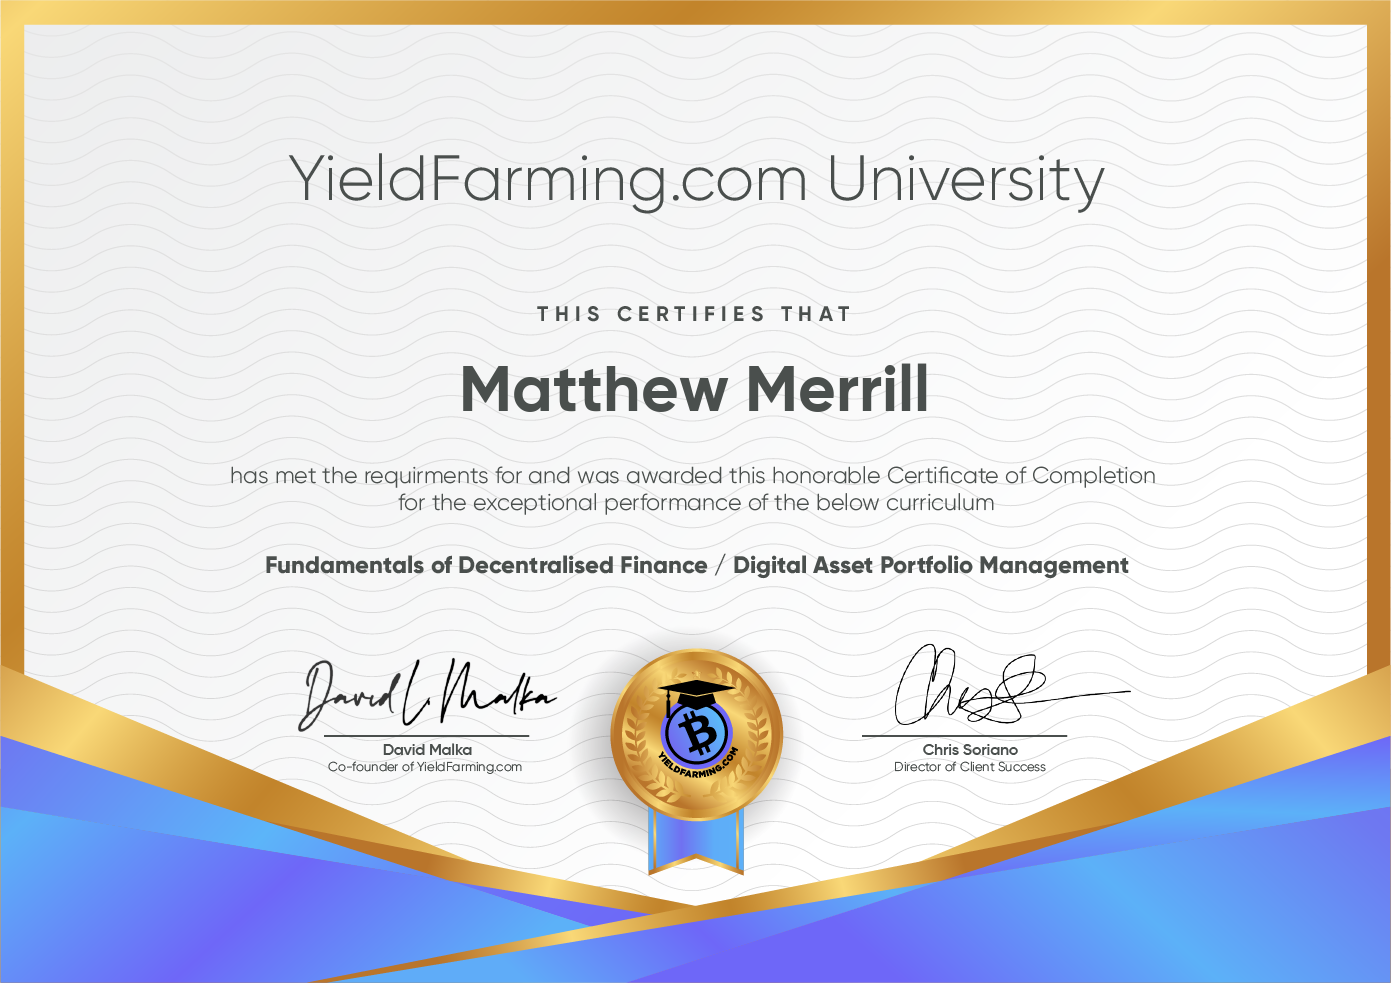 YieldFarming.com University
THIS CERTIFIES THAT
Matthew Merrill
has met the requirments for and was awarded this honorable Certificate of Completion
for the exceptional performance of the below curriculum
Fundamentals of Decentralised Finance / Digital Asset Portfolio Management
David L. Malka
David Malka
Co-founder of YieldFarming.com
YIELDFARMING.COM
Chris Soriano
Director of Client Success